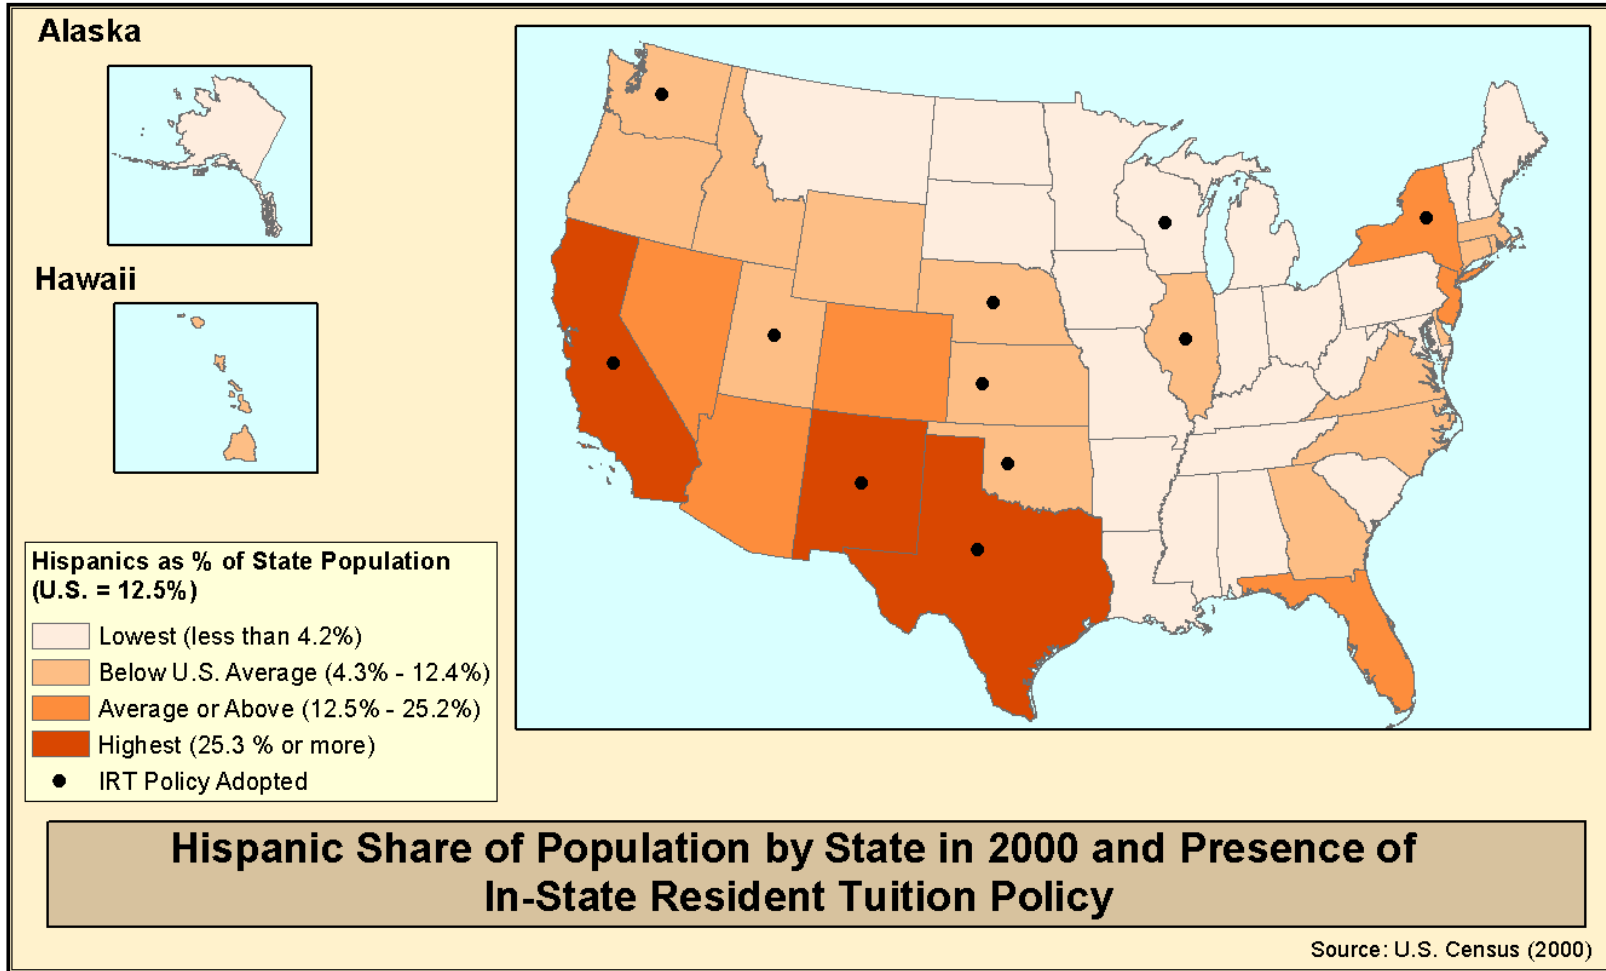 Alaska
Hawaii
Hispanics as % of State Population
(U.S. = 12.5%)
Lowest (less than 4.2%)
Below U.S. Average (4.3% - 12.4%)
Average or Above (12.5% - 25.2%)
Highest (25.3 % or more)
IRT Policy Adopted
Hispanic Share of Population by State in 2000 and Presence of
In-State Resident Tuition Policy
Source: U.S. Census (2000)